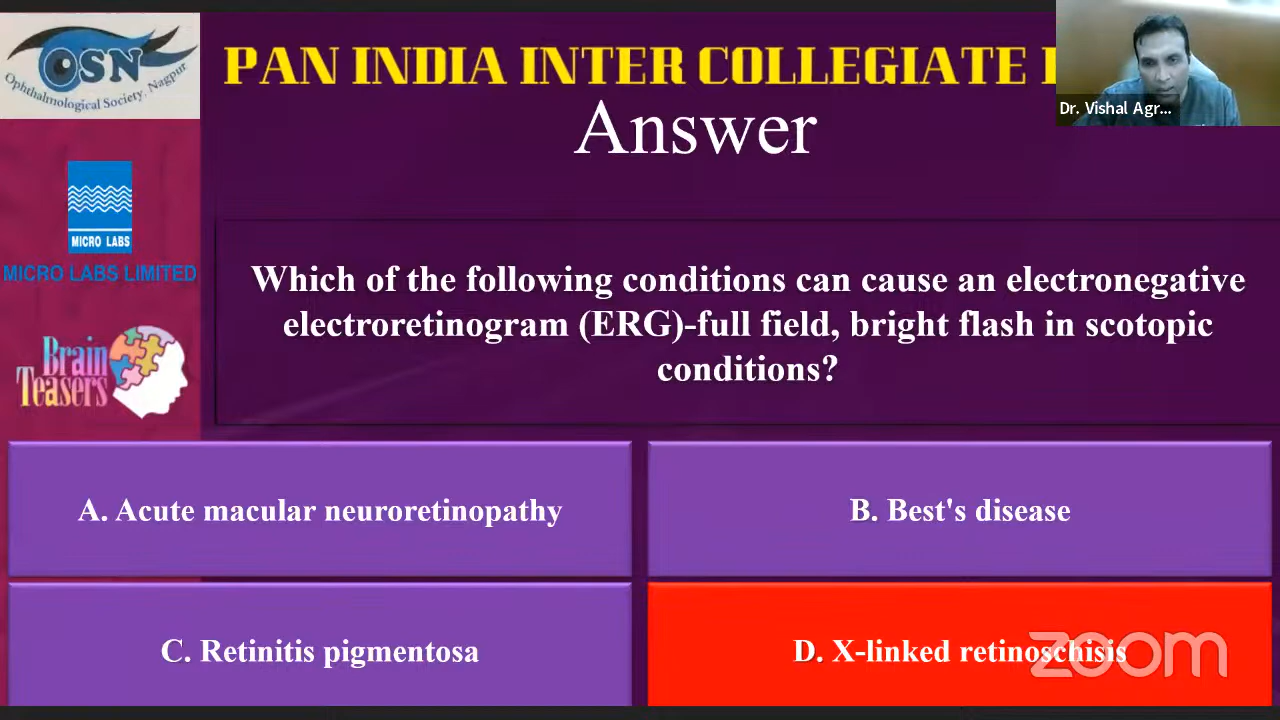 OSN
Ophthalmological Society, Nagpur
PAN INDIA INTER COLLEGIATE
Dr. Vishal Agr...
Answer
MICRO LABS
MICRO LABS LIMITED
Which of the following conditions can cause an electronegative
electroretinogram (ERG)-full field, bright flash in scotopic
conditions?
Brain
Teasers
A. Acute macular neuroretinopathy
B. Best's disease
C. Retinitis pigmentosa
D. X-linked retinoschisis
zoom